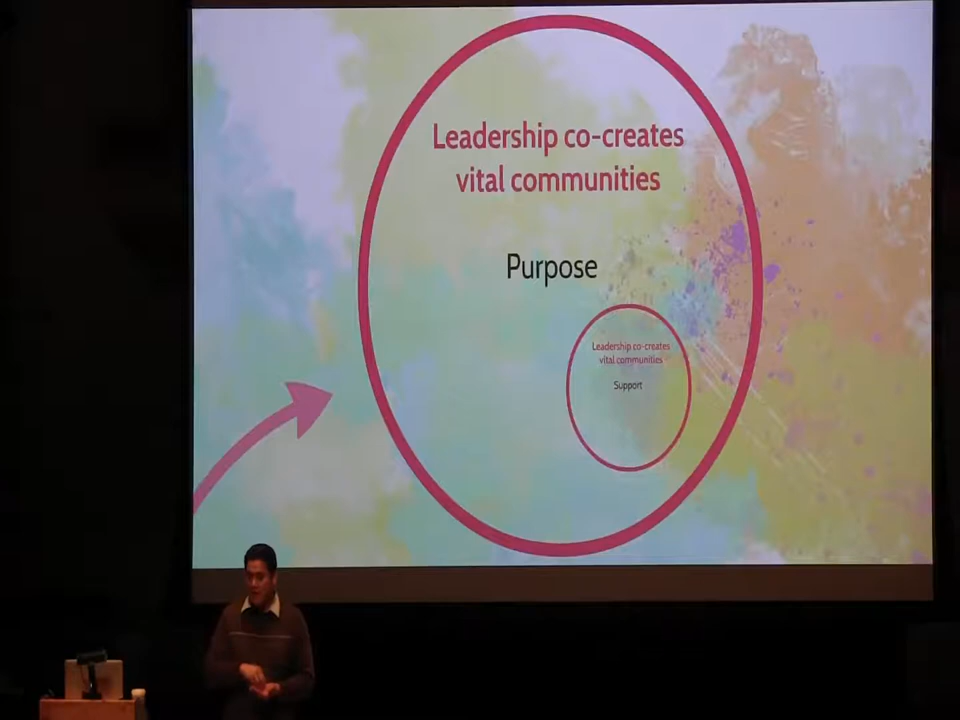 Leadership co-creates
vital communities
Purpose
Leadership co-creates
vital communities
Support